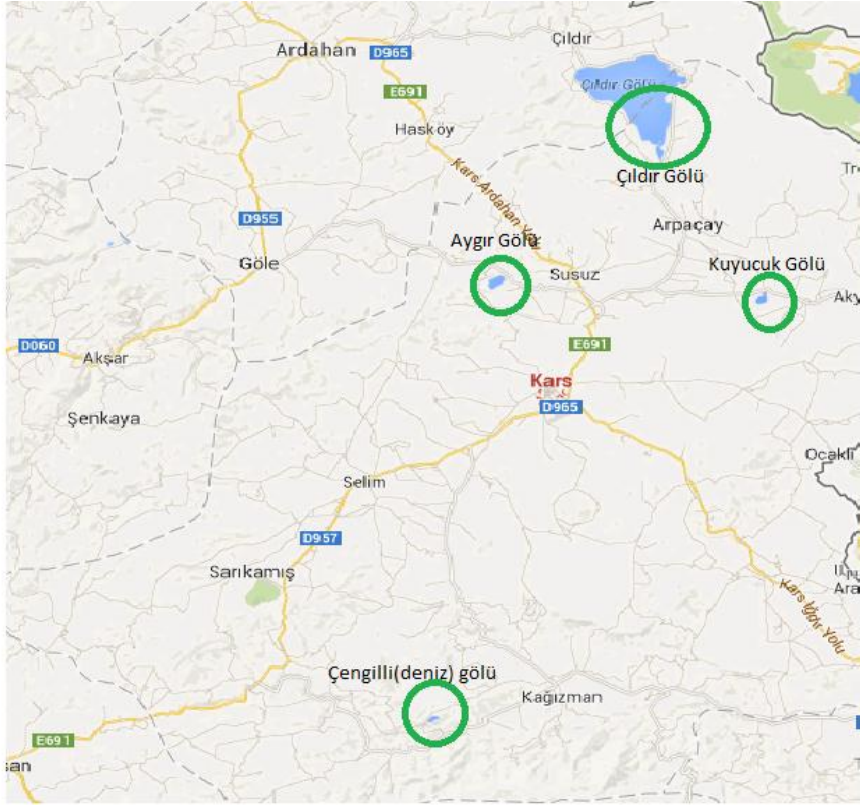 Ardahan
D965
Çıldır
Çıldır Gölü
E691
Hasköy
Kars Ardahan Yolu
Çıldır Gölü
D955
Arpaçay
Aygır Gölü
Göle
Susuz
Kuyucuk Gölü
D060
Akşar
E691
Kars
D965
Şenkaya
Ocaklı
Selim
D957
Sarıkamış
Kars Iğdır Yolu
Çengilli(deniz) gölü
Kağızman
E691